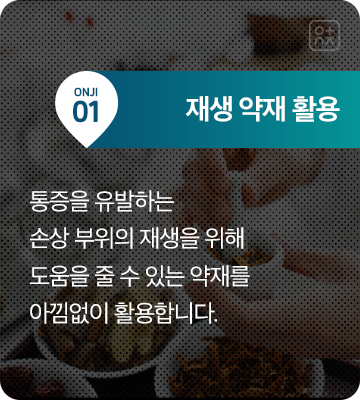 ONJI
01
재생 약재 활용
통증을 유발하는
손상 부위의 재생을 위해
도움을 줄 수 있는 약재를
아낌없이 활용합니다.